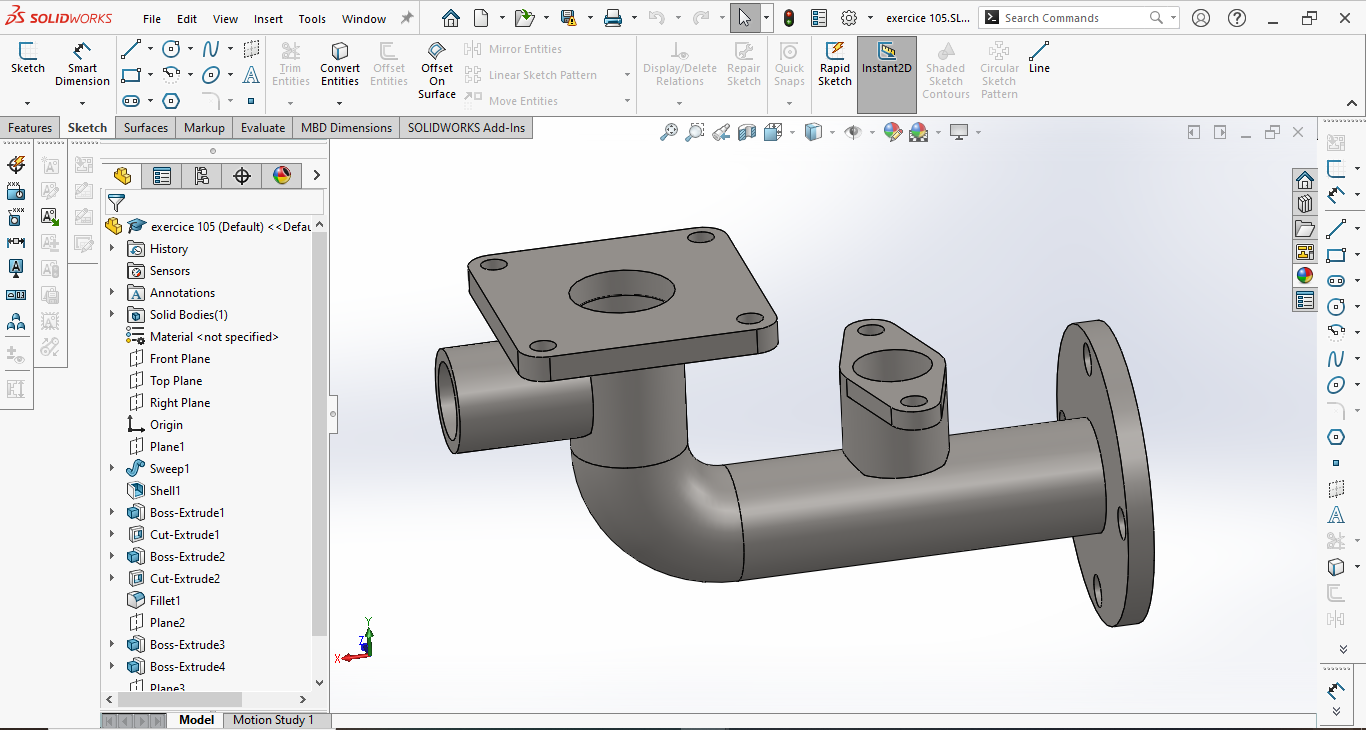 SOLIDWORKS File Edit View Insert Tools Window exercice 105.SL... Search Commands
Sketch Smart Dimension Trim Entities Convert Entities Offset Entities Offset On Surface Mirror Entities Display/Delete Relations Repair Sketch Quick Snaps Rapid Sketch Instant2D Shaded Sketch Contours Circular Sketch Pattern Line
Linear Sketch Pattern
Move Entities
Features Sketch Surfaces Markup Evaluate MBD Dimensions SOLIDWORKS Add-Ins
exercice 105 (Default) <<Defau
History
Sensors
Annotations
Solid Bodies(1)
Material <not specified>
Front Plane
Top Plane
Right Plane
Origin
Plane1
Sweep1
Shell1
Boss-Extrude1
Cut-Extrude1
Boss-Extrude2
Cut-Extrude2
Fillet1
Plane2
Boss-Extrude3
Boss-Extrude4
Plane3
Y
Z
X
Model Motion Study 1